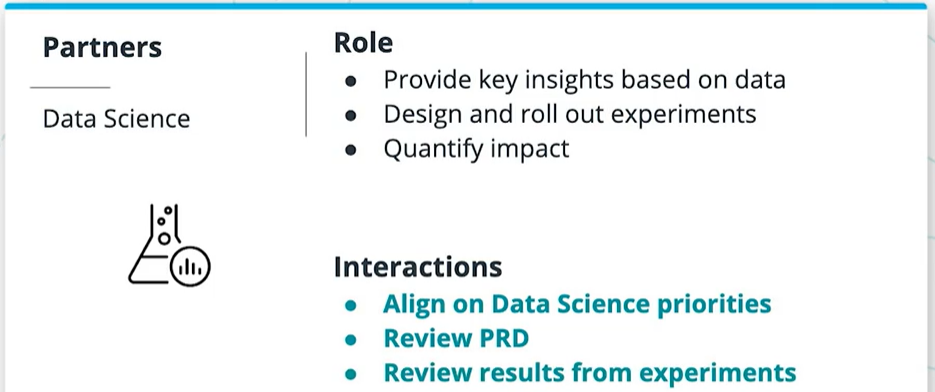 Partners
Data Science
Role
● Provide key insights based on data
● Design and roll out experiments
● Quantify impact
Interactions
● Align on Data Science priorities
● Review PRD
● Review results from experiments